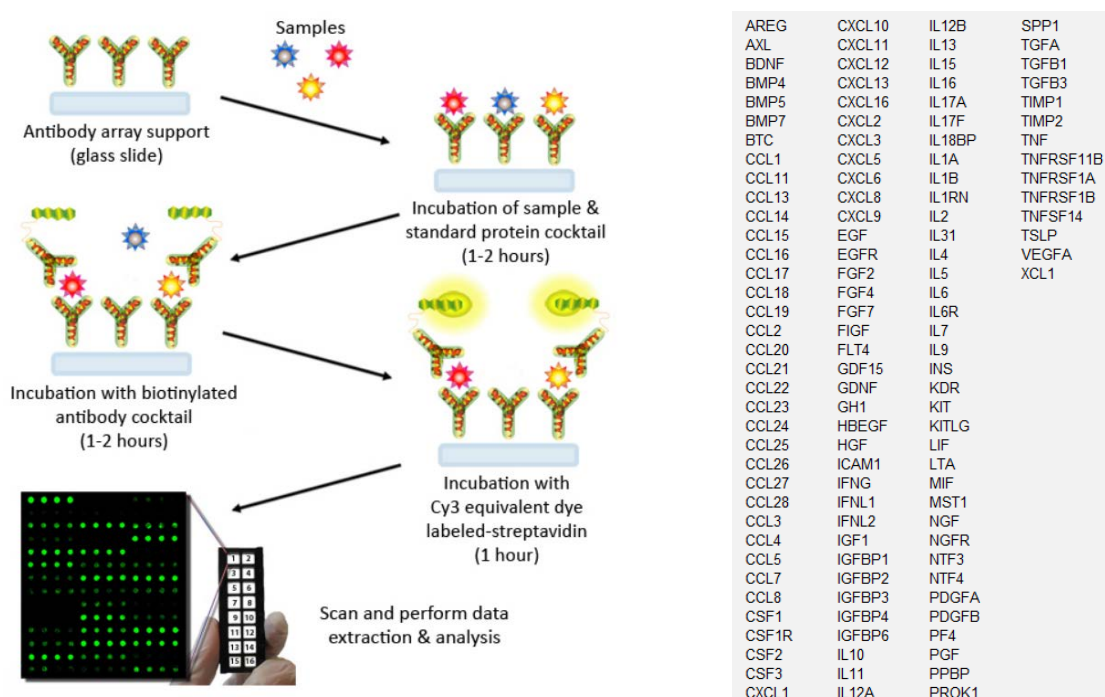 Samples
Antibody array support
(glass slide)
Incubation of sample &
standard protein cocktail
(1-2 hours)
Incubation with biotinylated
antibody cocktail
(1-2 hours)
Incubation with
Cy3 equivalent dye
labeled-streptavidin
(1 hour)
1 2
3 4
5 6
7 8
9 10
11 12
13 14
15 16
Scan and perform data
extraction & analysis
AREG CXCL10 IL12B SPP1
AXL CXCL11 IL13 TGFA
BDNF CXCL12 IL15 TGFB1
BMP4 CXCL13 IL16 TGFB3
BMP5 CXCL16 IL17A TIMP1
BMP7 CXCL2 IL17F TIMP2
BTC CXCL3 IL18BP TNF
CCL1 CXCL5 IL1A TNFRSF11B
CCL11 CXCL6 IL1B TNFRSF1A
CCL13 CXCL8 IL1RN TNFRSF1B
CCL14 CXCL9 IL2 TNFSF14
CCL15 EGF IL31 TSLP
CCL16 EGFR IL4 VEGFA
CCL17 FGF2 IL5 XCL1
CCL18 FGF4 IL6
CCL19 FGF7 IL6R
CCL2 FIGF IL7
CCL20 FLT4 IL9
CCL21 GDF15 INS
CCL22 GDNF KDR
CCL23 GH1 KIT
CCL24 HBEGF KITLG
CCL25 HGF LIF
CCL26 ICAM1 LTA
CCL27 IFNG MIF
CCL28 IFNL1 MST1
CCL3 IFNL2 NGF
CCL4 IGF1 NGFR
CCL5 IGFBP1 NTF3
CCL7 IGFBP2 NTF4
CCL8 IGFBP3 PDGFA
CSF1 IGFBP4 PDGFB
CSF1R IGFBP6 PF4
CSF2 IL10 PGF
CSF3 IL11 PPBP
CXCL1 IL12A PROK1